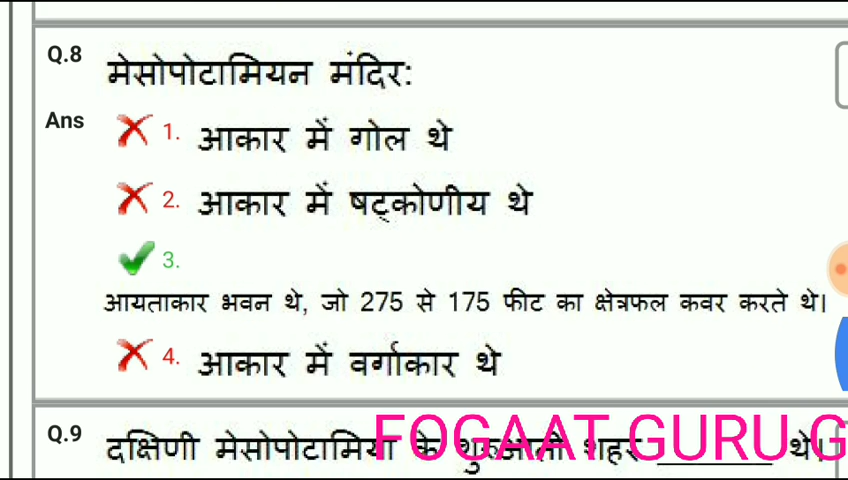 Q.8 मेसोपोटामियन मंदिर:
Ans 1. आकार में गोल थे
2. आकार में षट्कोणीय थे
3.
आयताकार भवन थे, जो 275 से 175 फीट का क्षेत्रफल कवर करते थे।
4. आकार में वर्गाकार थे
Q.9 दक्षिणी मेसोपोटामिया के शुरुआती शहर __________ थे।
FOGAAT GURU G